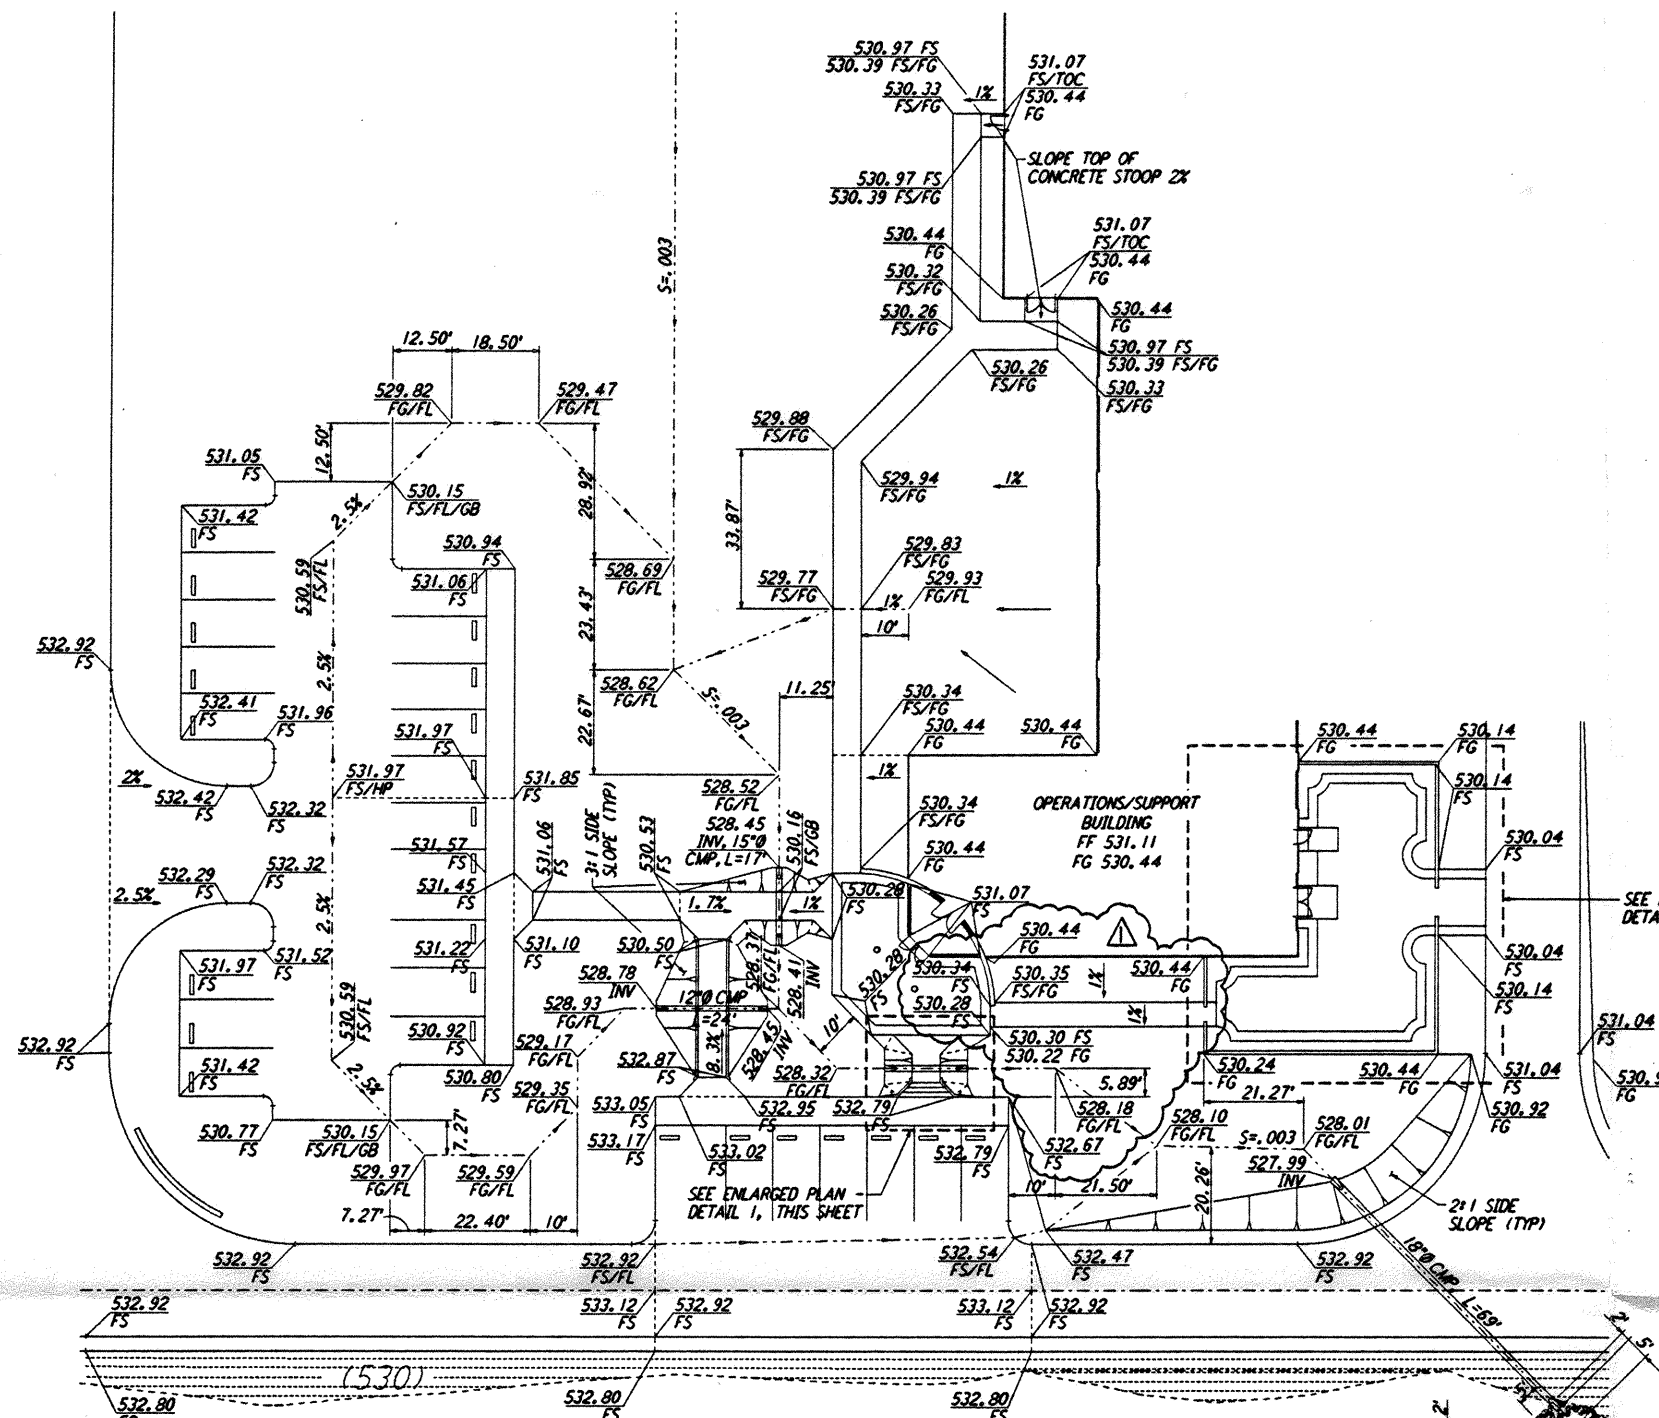 530.97 FS
530.39 FS/FG
531.07
FS/TOC
530.44
FG
530.33
FS/FG
1%
SLOPE TOP OF
CONCRETE STOOP 2%
530.97 FS
530.39 FS/FG
531.07
FS/TOC
530.44
FG
530.44
FG
S=.003
530.32
FS/FG
530.26
FS/FG
530.44
FG
12.50'
18.50'
530.97 FS
530.39 FS/FG
530.26
FS/FG
530.33
FS/FG
529.82
FG/FL
529.47
FG/FL
529.88
FS/FG
12.50'
531.05
FS
28.92'
529.94
FS/FG
1%
530.15
FS/FL/GB
2.5%
531.42
FS
33.87'
530.94
FS
529.83
FS/FG
530.59
FS/FL
531.06
FS
528.69
FG/FL
529.77
FS/FG
529.93
FG/FL
1%
23.43'
10'
532.92
FS
2.5%
528.62
FG/FL
11.25'
530.34
FS/FG
532.41
FS
531.96
FS
22.67'
S=.003
531.97
FS
530.44
FG
530.44
FG
530.44
FG
530.14
FG
2%
531.97
FS/HP
531.85
FS
1%
530.14
FS
532.42
FS
532.32
FS
528.52
FG/FL
OPERATIONS/SUPPORT
BUILDING
FF 531.11
FG 530.44
3:1 SIDE
SLOPE (TYP)
528.45
INV, 15"Ø
CMP, L=17'
530.16
FS/GB
530.34
FS/FG
531.57
FS
531.06
FS
530.53
FS
530.44
FG
530.04
FS
532.29
FS
532.32
FS
531.45
FS
2.5%
2.5%
1.7%
1%
530.28
FS
531.07
FS
SEE
DETA
531.22
FS
531.10
FS
530.50
FS
528.37
FG/FL
528.41
INV
530.44
FG
530.04
FS
531.97
FS
531.52
FS
528.78
INV
530.28
FS
530.34
FS
530.35
FS/FG
1%
530.44
FG
530.14
FS
12"Ø CMP
=24'
530.28
FS
1%
530.59
FS/FL
528.93
FG/FL
530.92
FS
529.17
FG/FL
8.3%
528.45
INV
10'
530.30 FS
530.22 FG
531.04
FS
532.92
FS
531.42
FS
2.5%
530.80
FS
532.87
FS
528.32
FG/FL
5.89'
530.24
FG
530.44
FG
531.04
FS
530.9
FG
529.35
FG/FL
533.05
FS
532.95
FS
532.79
FS
528.18
FG/FL
21.27'
530.92
FG
530.77
FS
530.15
FS/FL/GB
7.27'
533.17
FS
533.02
FS
532.79
FS
532.67
FS
528.10
FG/FL
S=.003
528.01
FG/FL
529.97
FG/FL
529.59
FG/FL
527.99
INV
SEE ENLARGED PLAN
DETAIL 1, THIS SHEET
10'
21.50'
20.26'
2:1 SIDE
SLOPE (TYP)
7.27'
22.40'
10'
532.92
FS
532.92
FS/FL
532.54
FS/FL
532.47
FS
532.92
FS
18"Ø CMP, L=69'
532.92
FS
533.12
FS
532.92
FS
533.12
FS
532.92
FS
2'
5'
(530)
532.80
532.80
FS
532.80
FS
2'